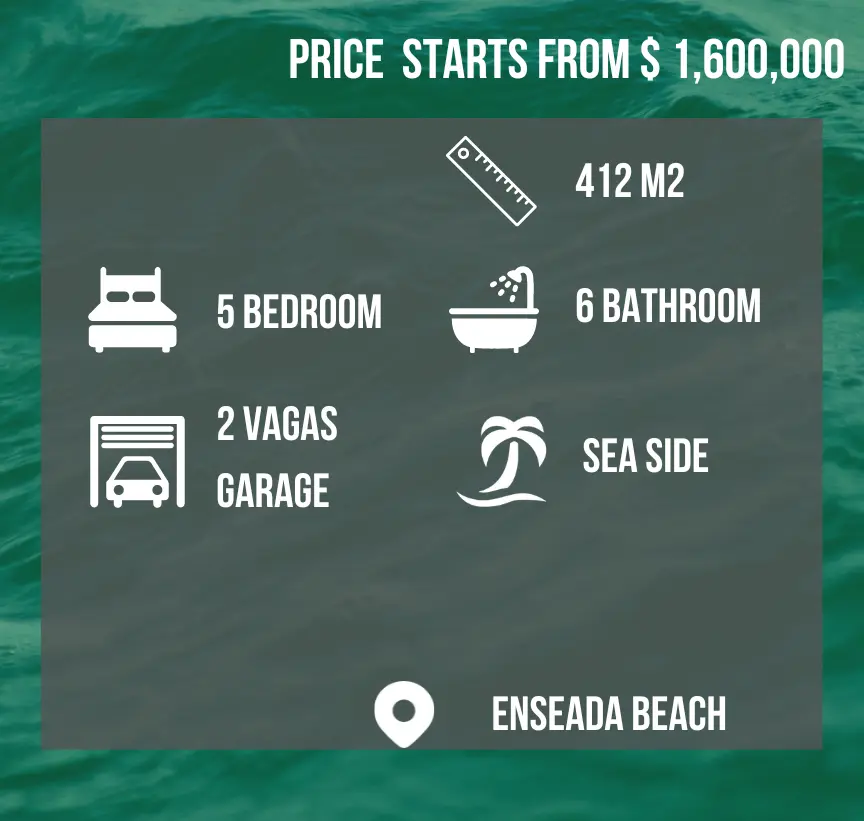 PRICE STARTS FROM $ 1,600,000
412 M2
5 BEDROOM
6 BATHROOM
2 VAGAS
GARAGE
SEA SIDE
ENSEADA BEACH